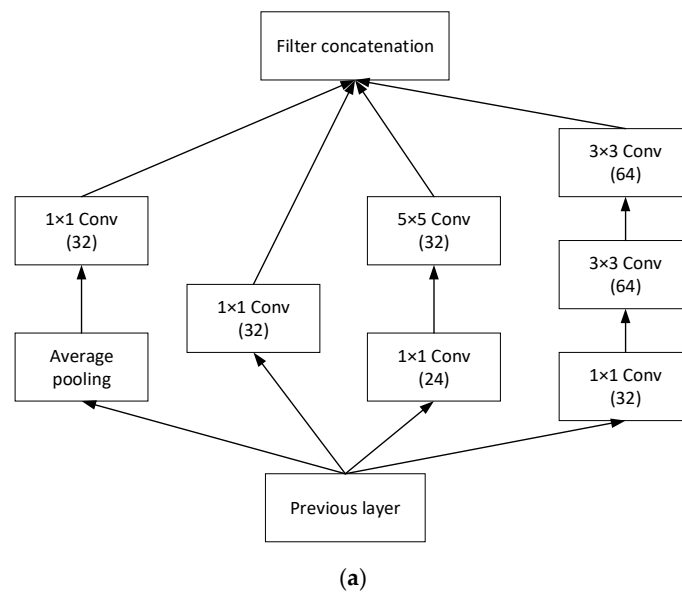 Filter concatenation
3×3 Conv
(64)
1×1 Conv
(32)
5×5 Conv
(32)
3×3 Conv
(64)
1×1 Conv
(32)
Average
pooling
1×1 Conv
(24)
1×1 Conv
(32)
Previous layer
(a)